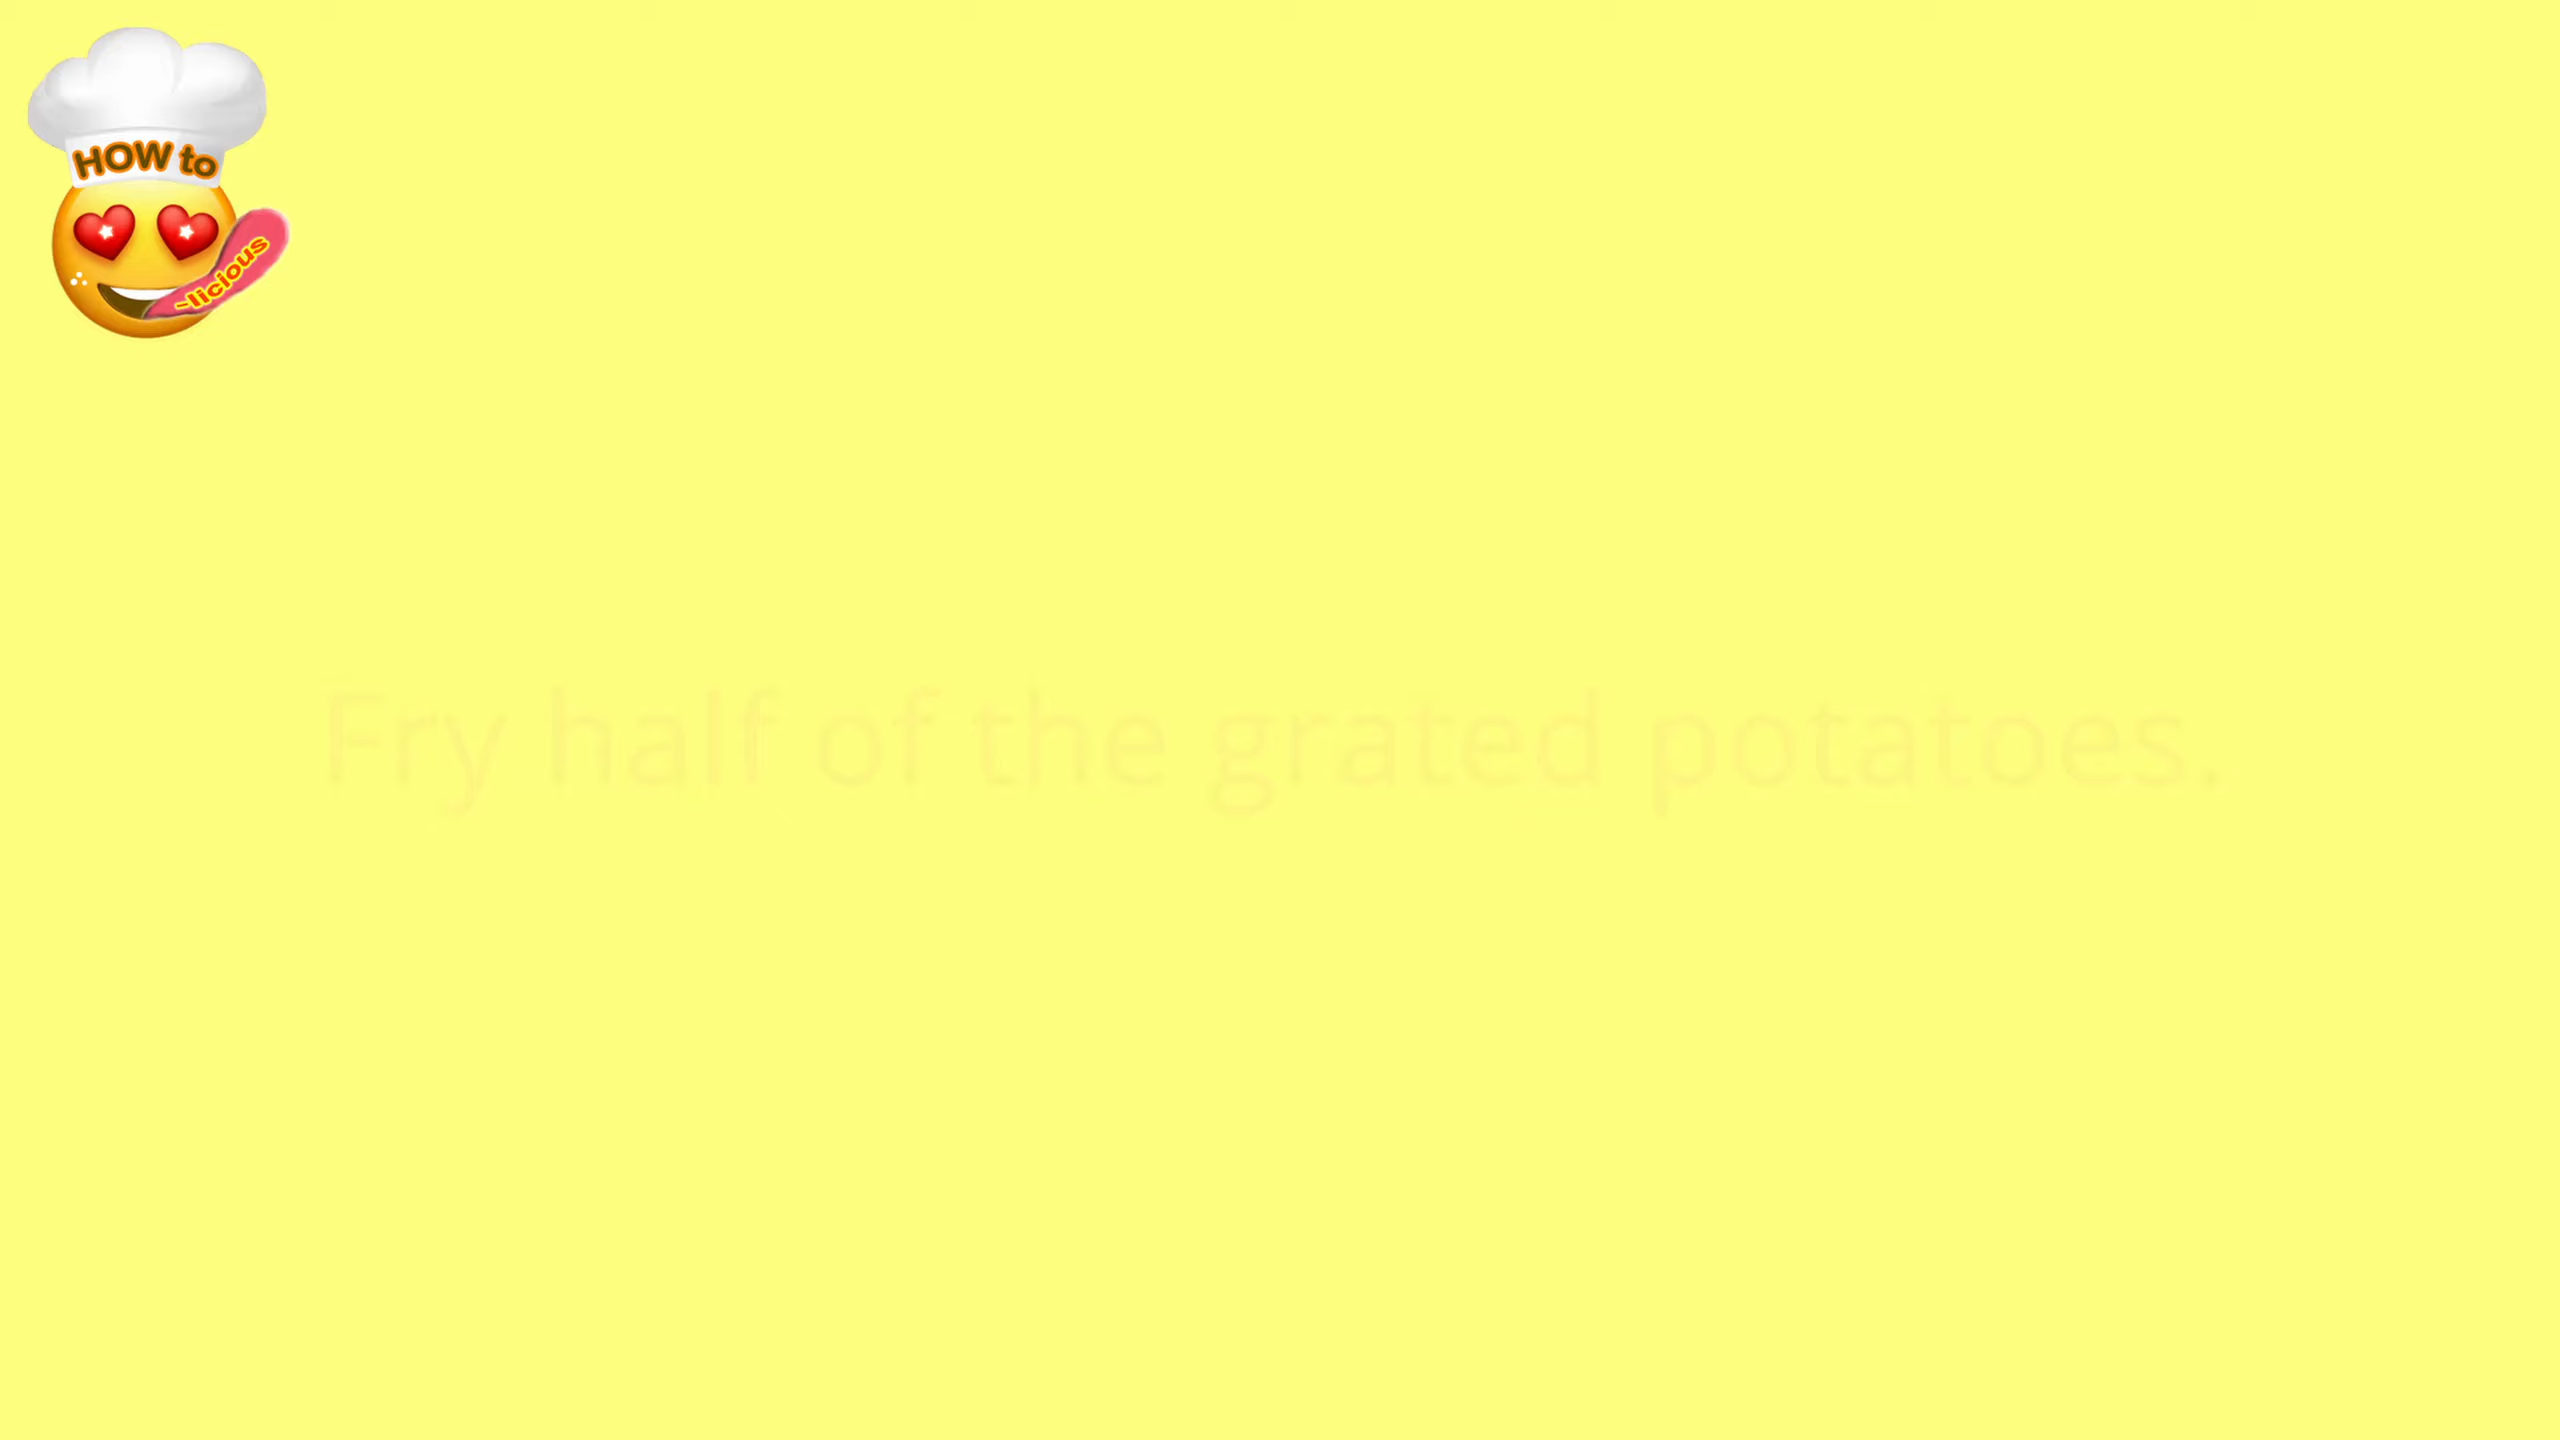 HOW to
~licious
Fry half of the grated potatoes.